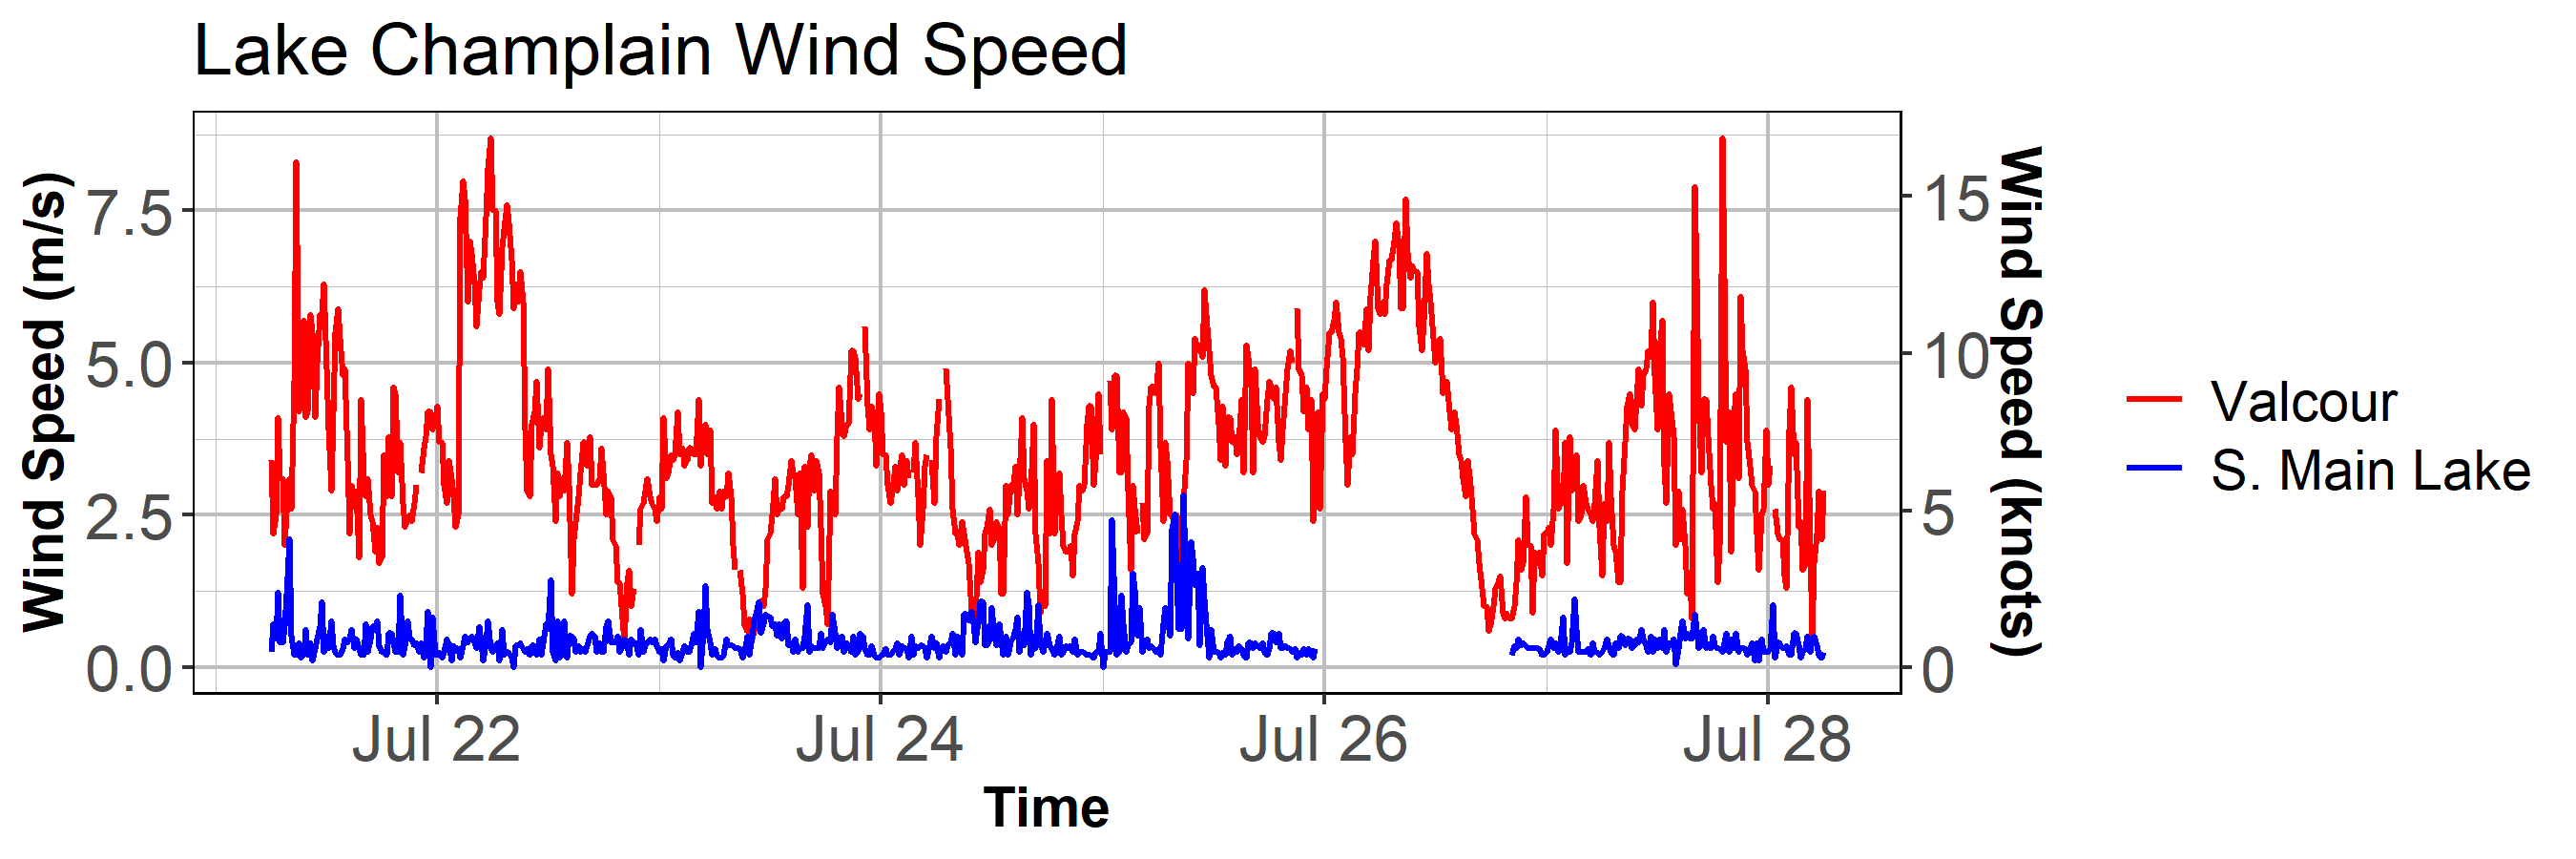 Lake Champlain Wind Speed
Wind Speed (m/s)
7.5
5.0
2.5
0.0
15
10
5
0
Wind Speed (knots)
Jul 22
Jul 24
Jul 26
Jul 28
Time
Valcour
S. Main Lake